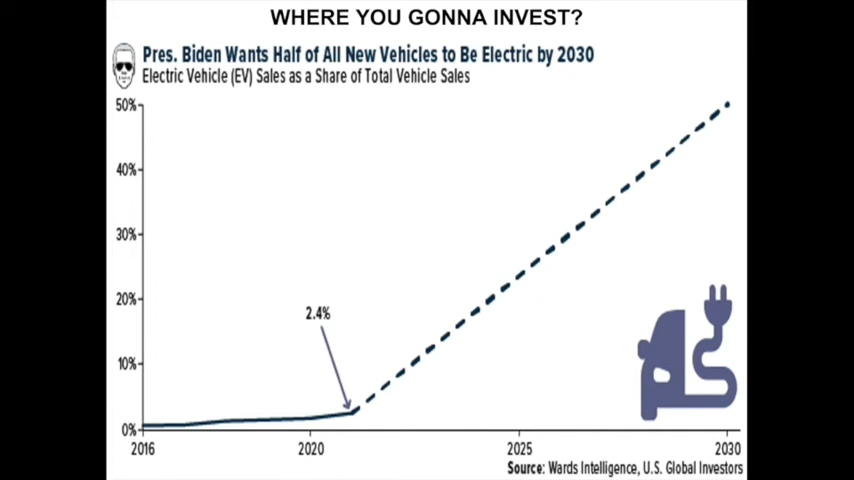 WHERE YOU GONNA INVEST?
Pres. Biden Wants Half of All New Vehicles to Be Electric by 2030
Electric Vehicle (EV) Sales as a Share of Total Vehicle Sales
50%
40%
30%
20%
10%
0%
2.4%
2016
2020
2025
2030
Source: Wards Intelligence, U.S. Global Investors